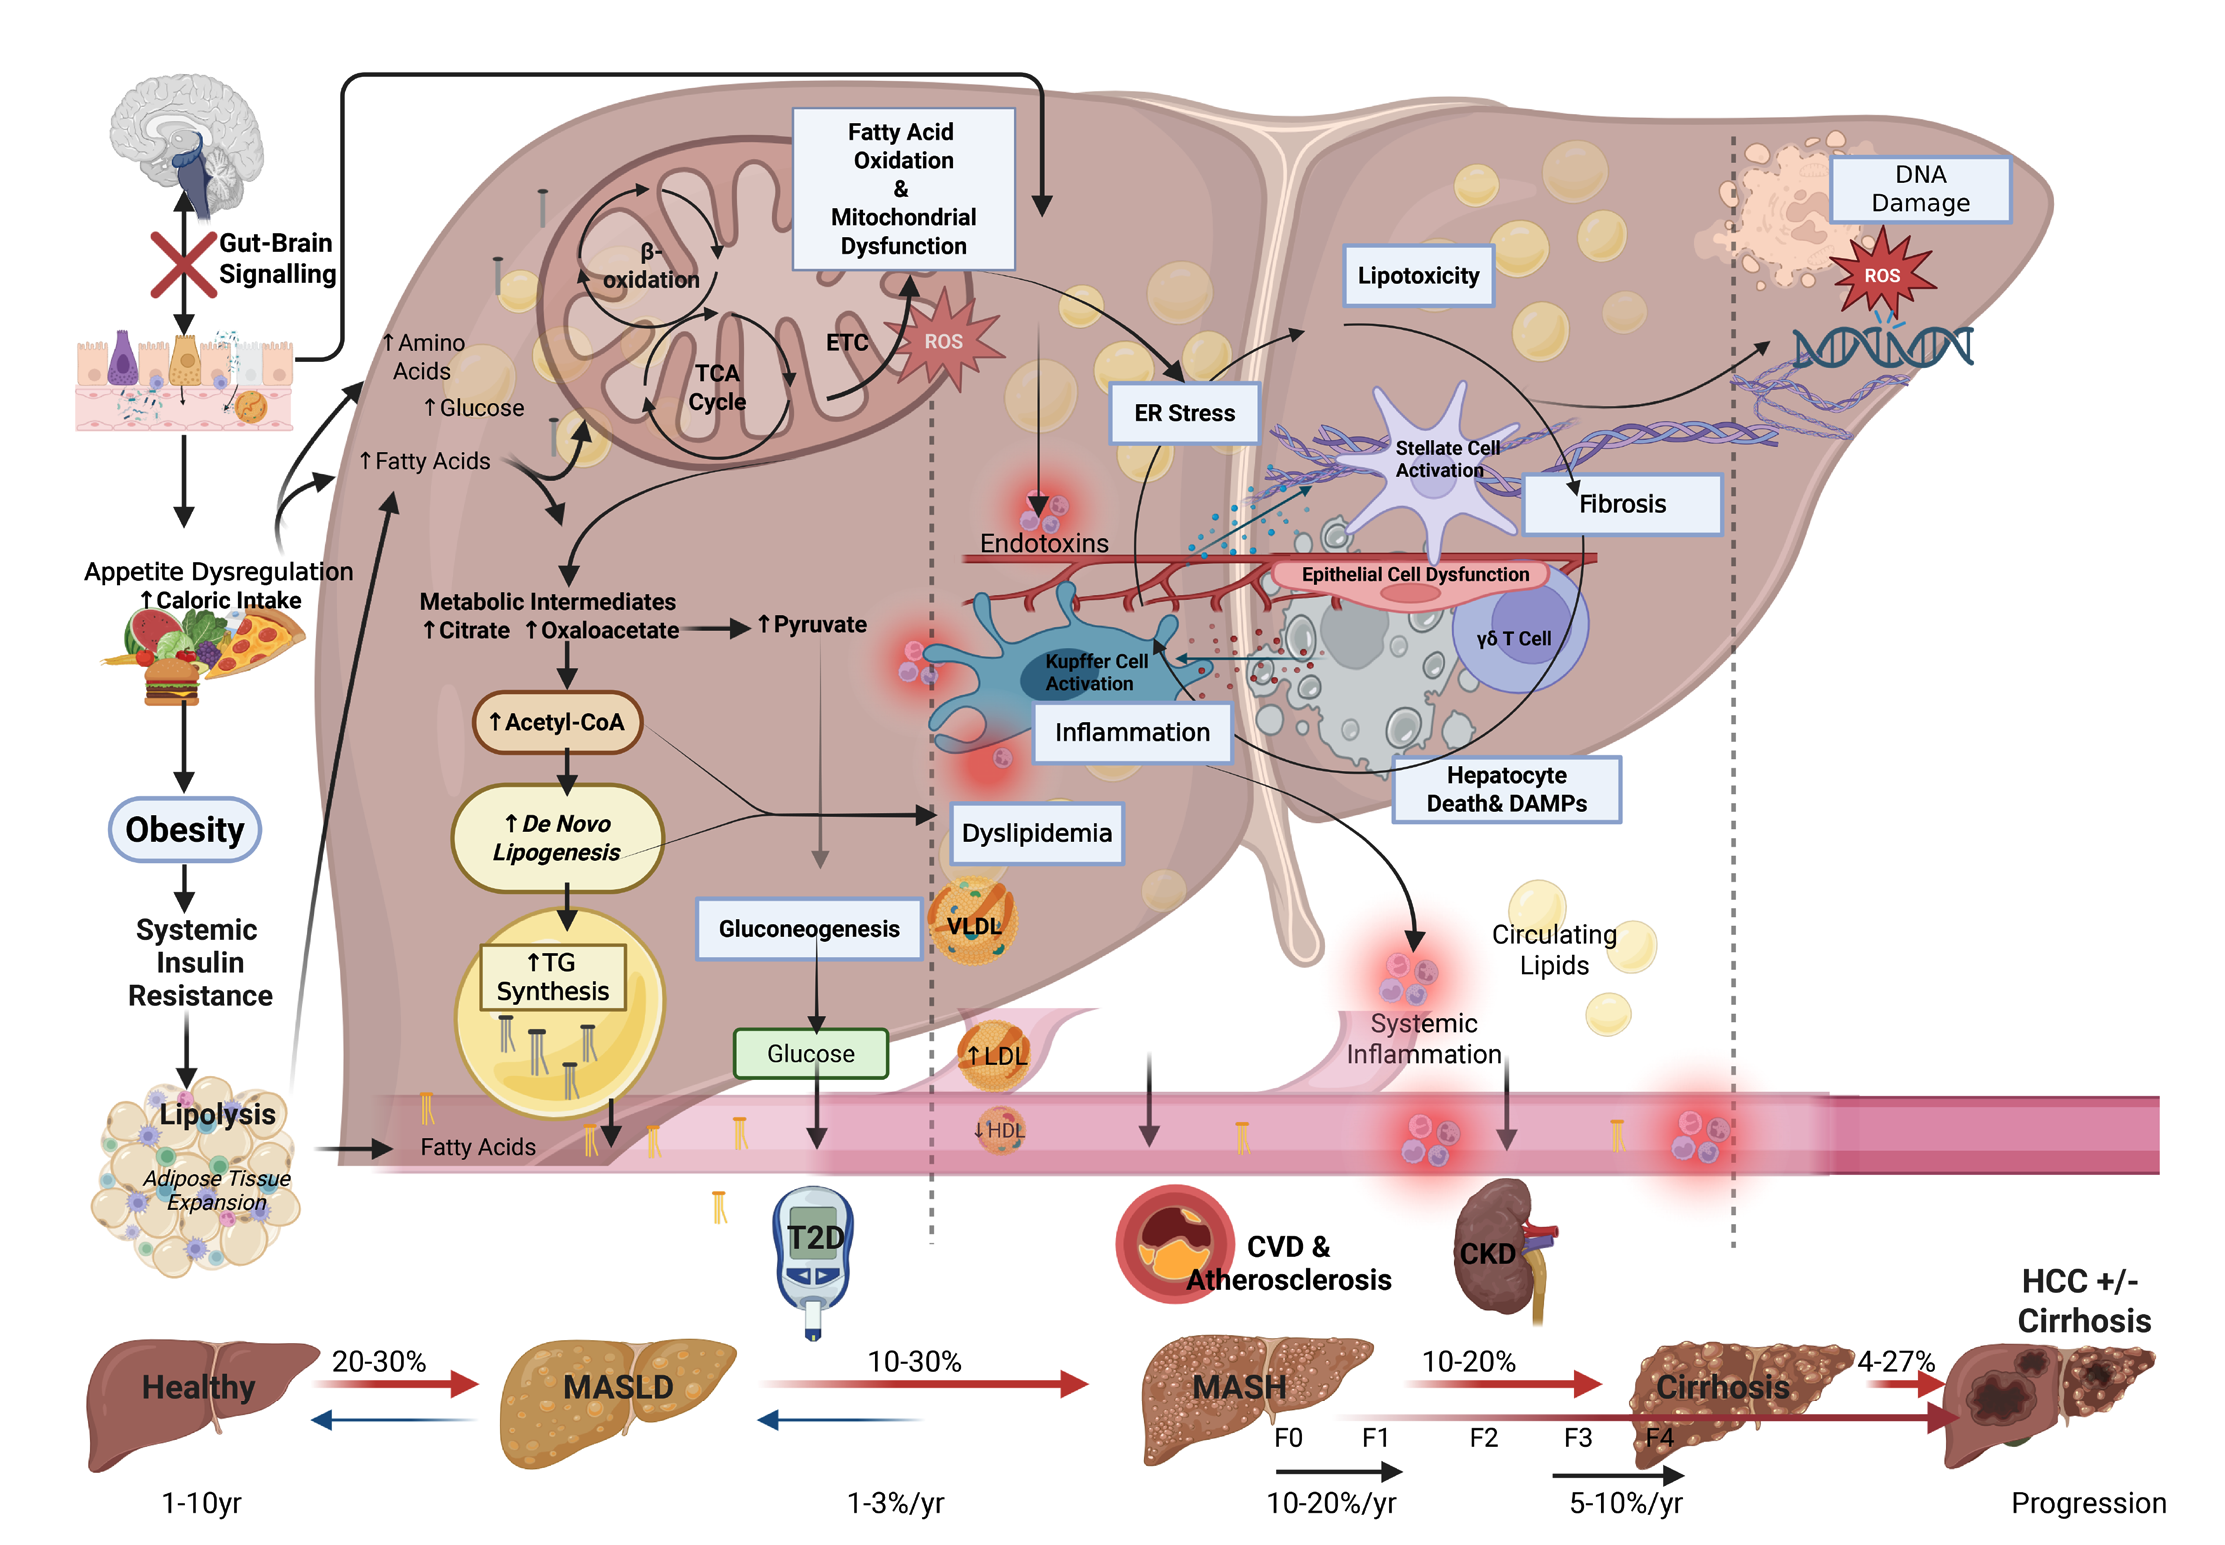 Gut-Brain
Signalling
Appetite Dysregulation
↑Caloric Intake
Obesity
Systemic
Insulin
Resistance
Lipolysis
Adipose Tissue
Expansion
↑Amino
Acids
↑Glucose
↑Fatty Acids
β-
oxidation
TCA
Cycle
ETC
ROS
Fatty Acid
Oxidation
&
Mitochondrial
Dysfunction
Metabolic Intermediates
↑Citrate ↑Oxaloacetate
↑Pyruvate
↑Acetyl-CoA
↑De Novo
Lipogenesis
↑TG
Synthesis
Gluconeogenesis
Glucose
Fatty Acids
Endotoxins
ER Stress
Lipotoxicity
Stellate Cell
Activation
Fibrosis
Epithelial Cell Dysfunction
γδ T Cell
Kupffer Cell
Activation
Inflammation
Hepatocyte
Death& DAMPs
Dyslipidemia
VLDL
↑LDL
↓HDL
Circulating
Lipids
Systemic
Inflammation
DNA
Damage
ROS
T2D
CVD &
Atherosclerosis
CKD
HCC +/-
Cirrhosis
Healthy
20-30%
MASLD
10-30%
MASH
10-20%
Cirrhosis
4-27%
F0 F1 F2 F3 F4
1-10yr
1-3%/yr
10-20%/yr
5-10%/yr
Progression